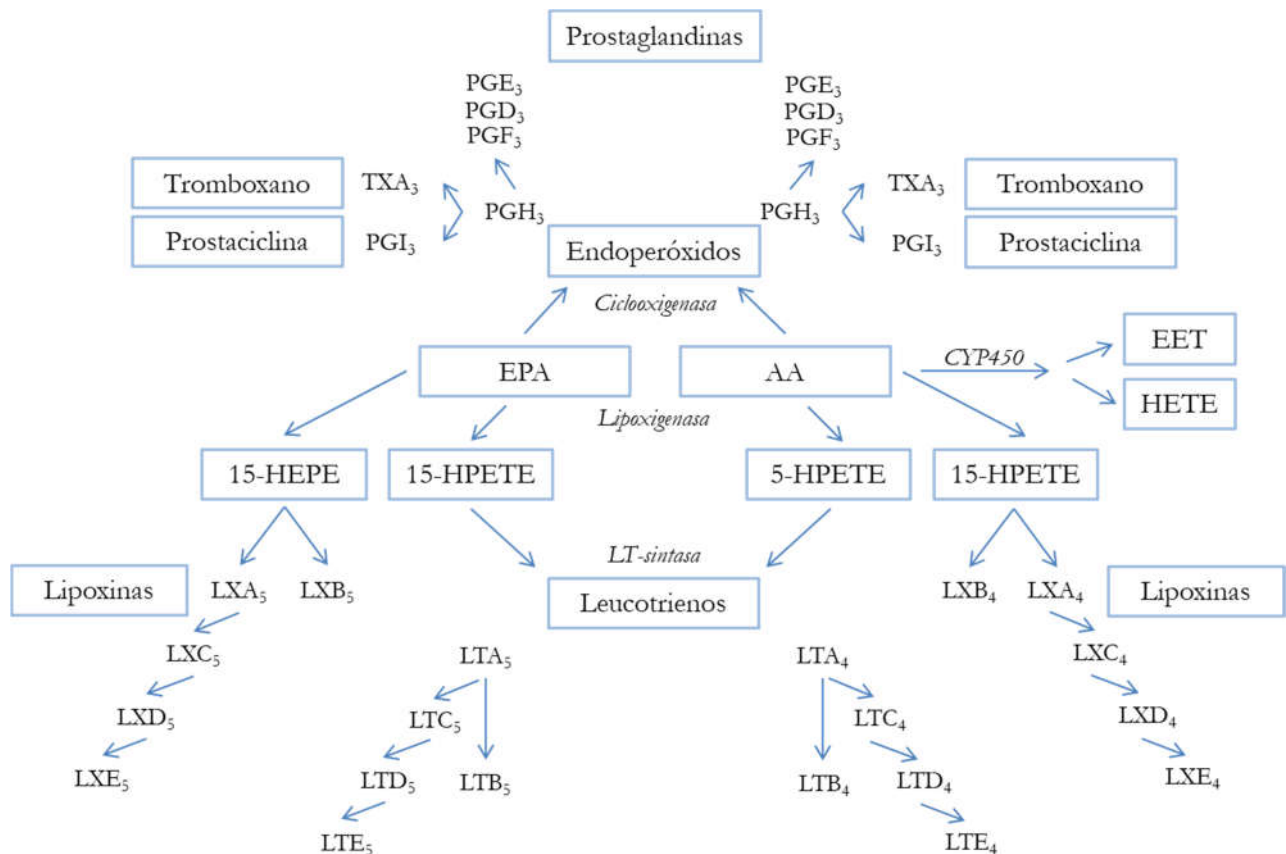 Prostaglandinas
PGE₃ PGE₃
PGD₃ PGD₃
PGF₃ PGF₃
Tromboxano TXA₃ TXA₃ Tromboxano
PGH₃ PGH₃
Prostaciclina PGI₃ PGI₃ Prostaciclina
Endoperóxidos
Ciclooxigenasa
EPA AA CYP450 EET
HETE
Lipoxigenasa
15-HEPE 15-HPETE 5-HPETE 15-HPETE
LT-sintasa
Lipoxinas LXA₅ LXB₅ Leucotrienos LXB₄ LXA₄ Lipoxinas
LXC₅ LTA₅ LTA₄ LXC₄
LXD₅ LTC₅ LTC₄ LXD₄
LXE₅ LTD₅ LTB₅ LTB₄ LTD₄ LXE₄
LTE₅ LTE₄